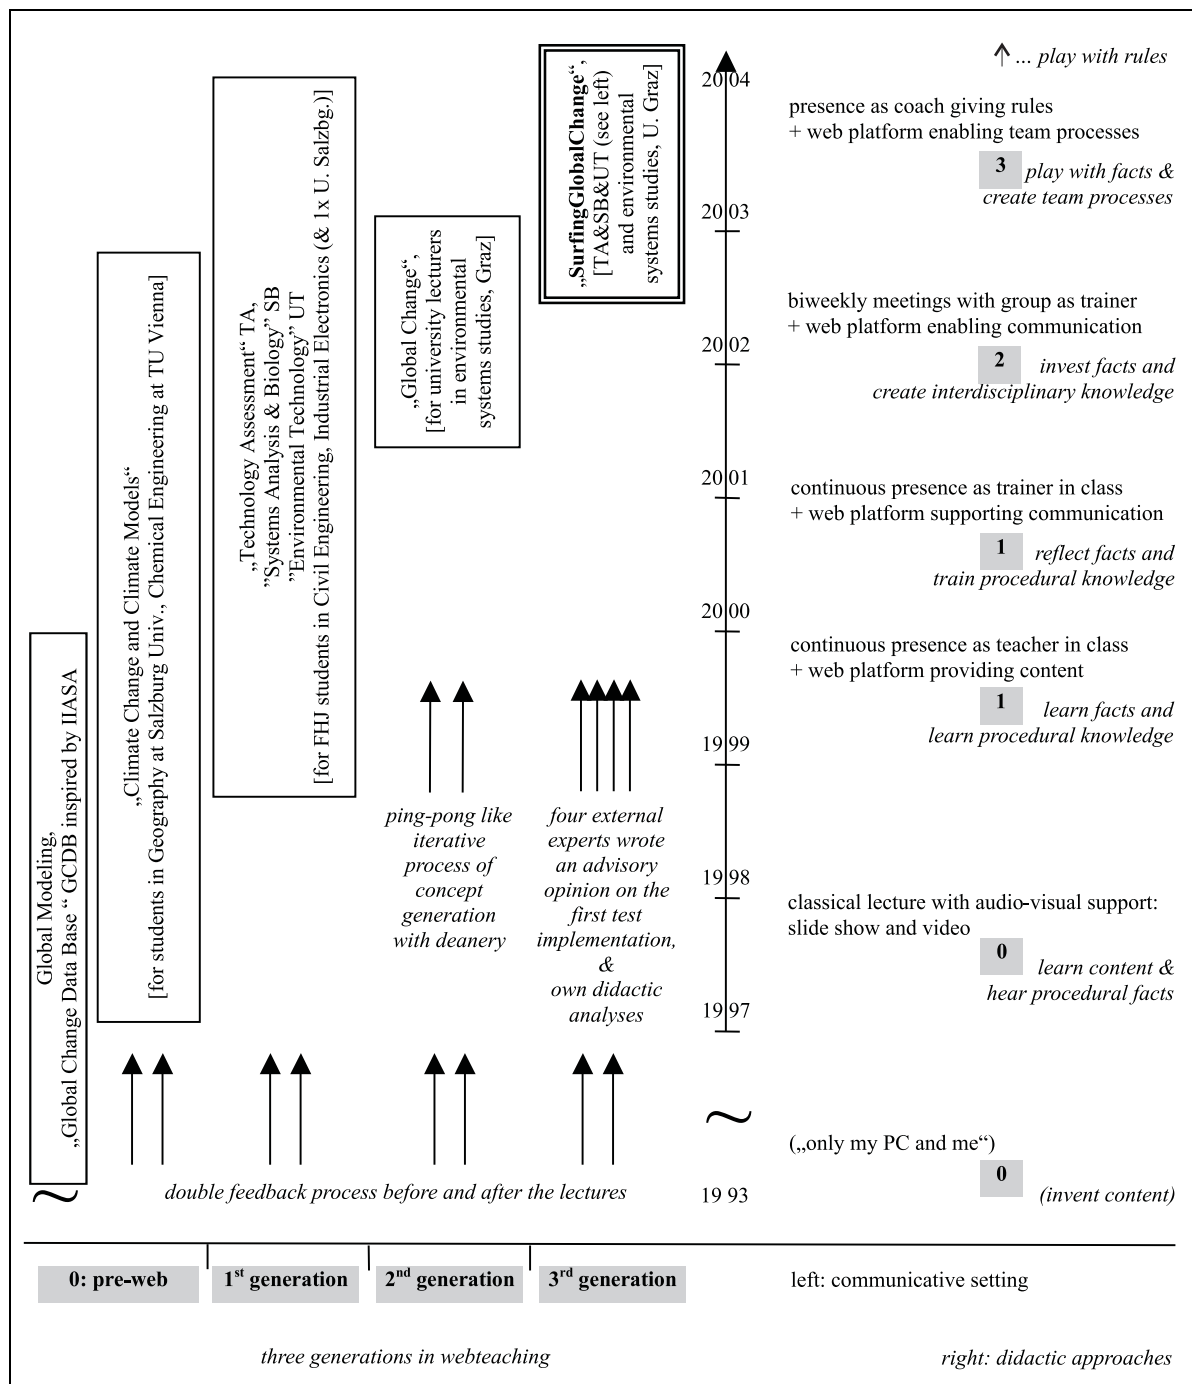 Global Modeling,
„Global Change Data Base“ GCDB inspired by IIASA
„Climate Change and Climate Models“
[for students in Geography at Salzburg Univ., Chemical Engineering at TU Vienna]
„Technology Assessment“ TA,
”Systems Analysis & Biology” SB
”Environmental Technology” UT
[for FHJ students in Civil Engineering, Industrial Electronics (& 1x U. Salzbg.)]
„Global Change“,
[for university lecturers
in environmental
systems studies, Graz]
„SurfingGlobalChange“,
[TA&SB&UT (see left)
and environmental
systems studies, U. Graz]
ping-pong like
iterative
process of
concept
generation
with deanery
four external
experts wrote
an advisory
opinion on the
first test
implementation,
&
own didactic
analyses
double feedback process before and after the lectures
~
2004
2003
2002
2001
2000
1999
1998
1997
~
19 93
↑ ... play with rules
presence as coach giving rules
+ web platform enabling team processes
3
play with facts &
create team processes
biweekly meetings with group as trainer
+ web platform enabling communication
2
invest facts and
create interdisciplinary knowledge
continuous presence as trainer in class
+ web platform supporting communication
1
reflect facts and
train procedural knowledge
continuous presence as teacher in class
+ web platform providing content
1
learn facts and
learn procedural knowledge
classical lecture with audio-visual support:
slide show and video
0
learn content &
hear procedural facts
(„only my PC and me“)
0
(invent content)
0: pre-web
1st generation
2nd generation
3rd generation
left: communicative setting
three generations in webteaching
right: didactic approaches